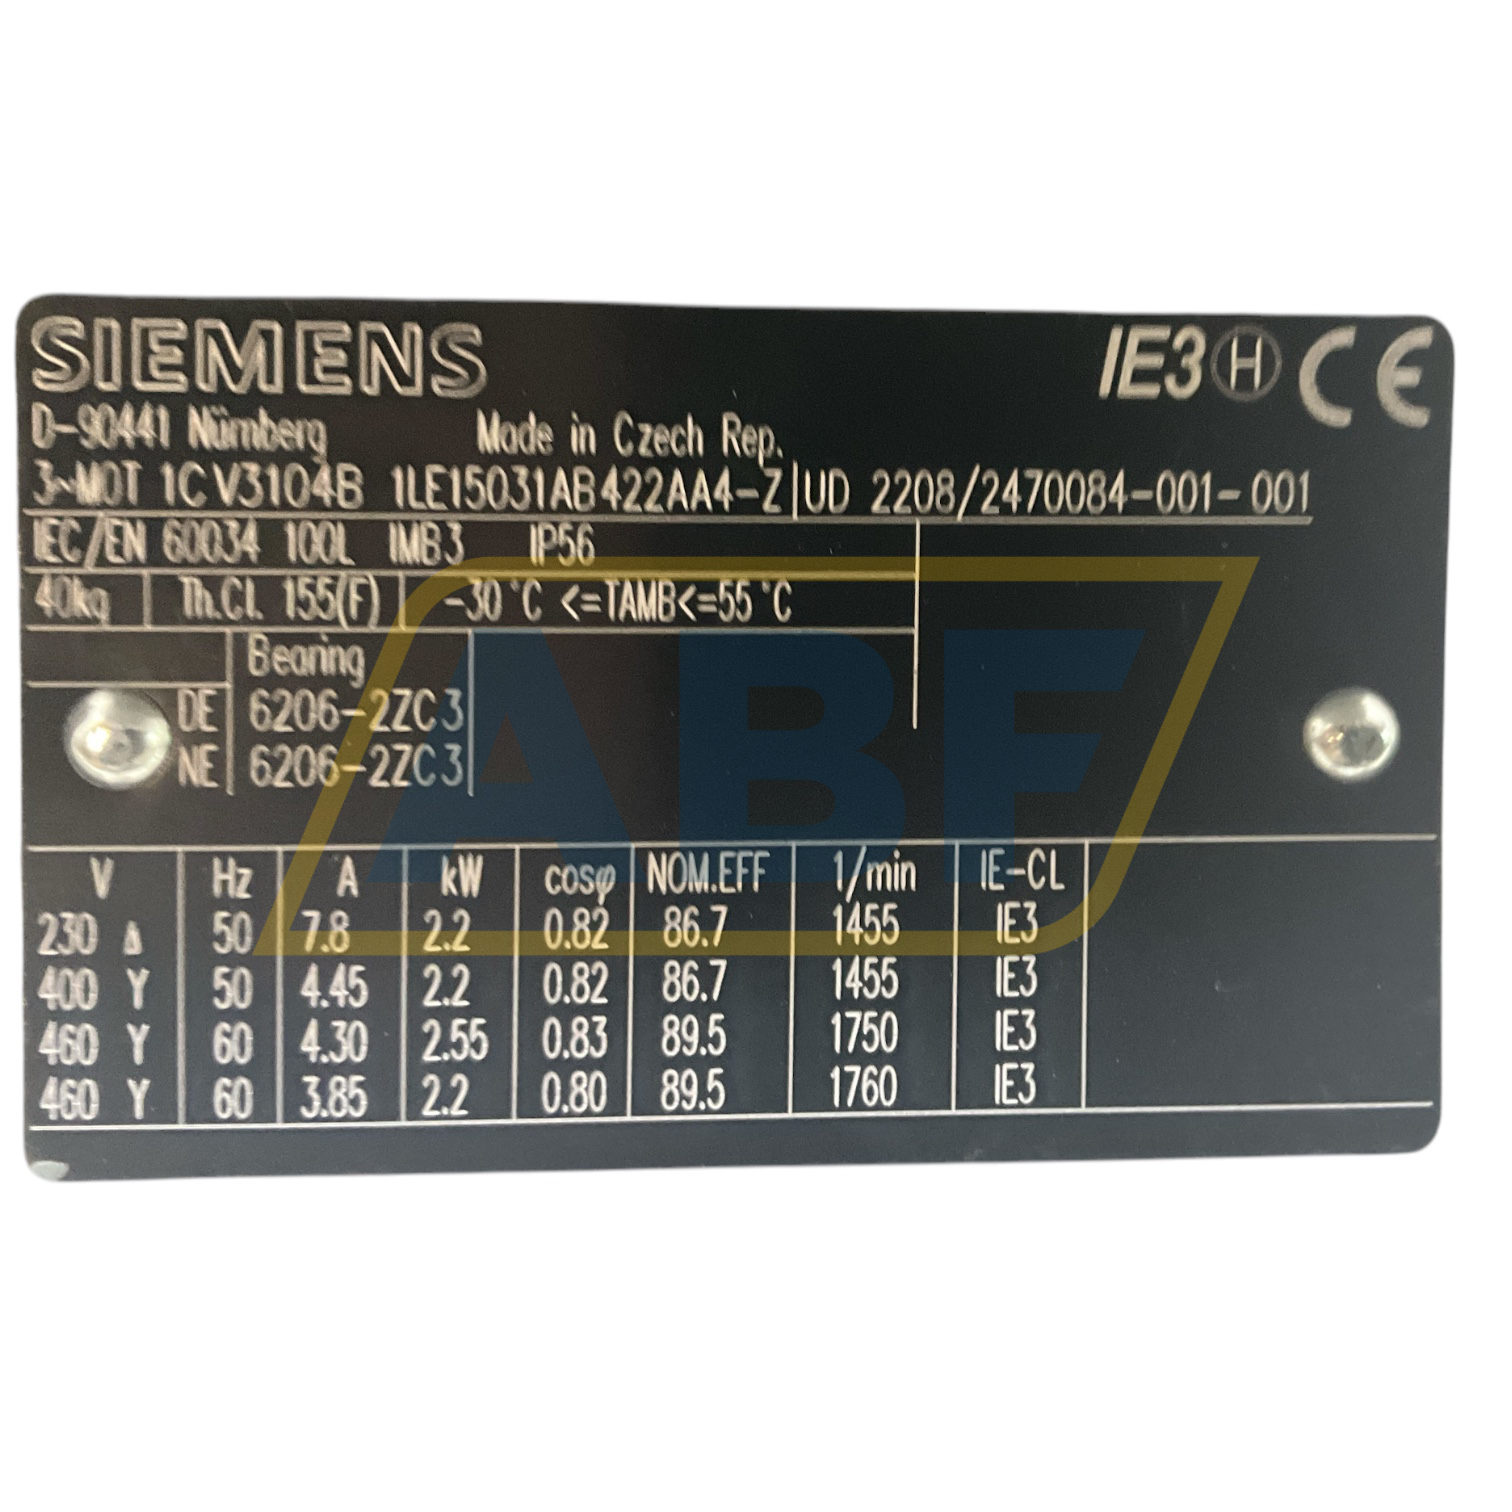 SIEMENS IE3 H CE
D-90441 Nürnberg Made in Czech Rep.
3~MOT 1CV3104B 1LE15031AB422AA4-Z UD 2208/2470084-001-001
IEC/EN 60034 100L IMB3 IP56
40kg Th.Cl. 155(F) -30°C <=TAMB<=55°C
Bearing
DE 6206-2ZC3
NE 6206-2ZC3
ABF
V Hz A kW cosφ NOM.EFF 1/min IE-CL
230 Δ 50 7.8 2.2 0.82 86.7 1455 IE3
400 Y 50 4.45 2.2 0.82 86.7 1455 IE3
460 Y 60 4.30 2.55 0.83 89.5 1750 IE3
460 Y 60 3.85 2.2 0.80 89.5 1760 IE3